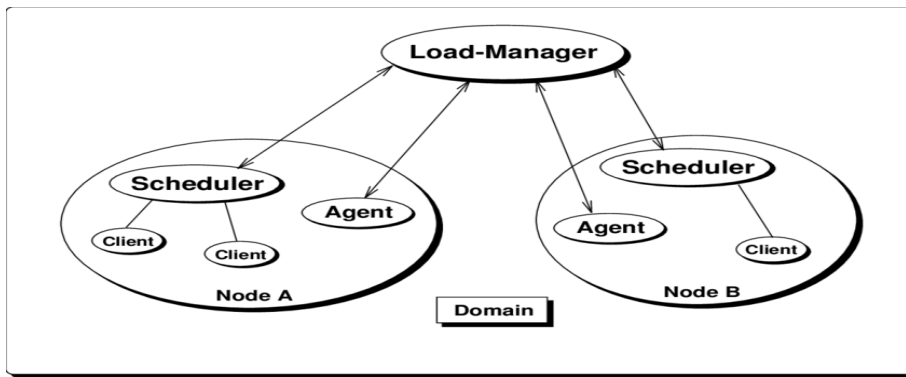 Load-Manager
Scheduler
Agent
Client
Client
Node A
Scheduler
Agent
Client
Node B
Domain